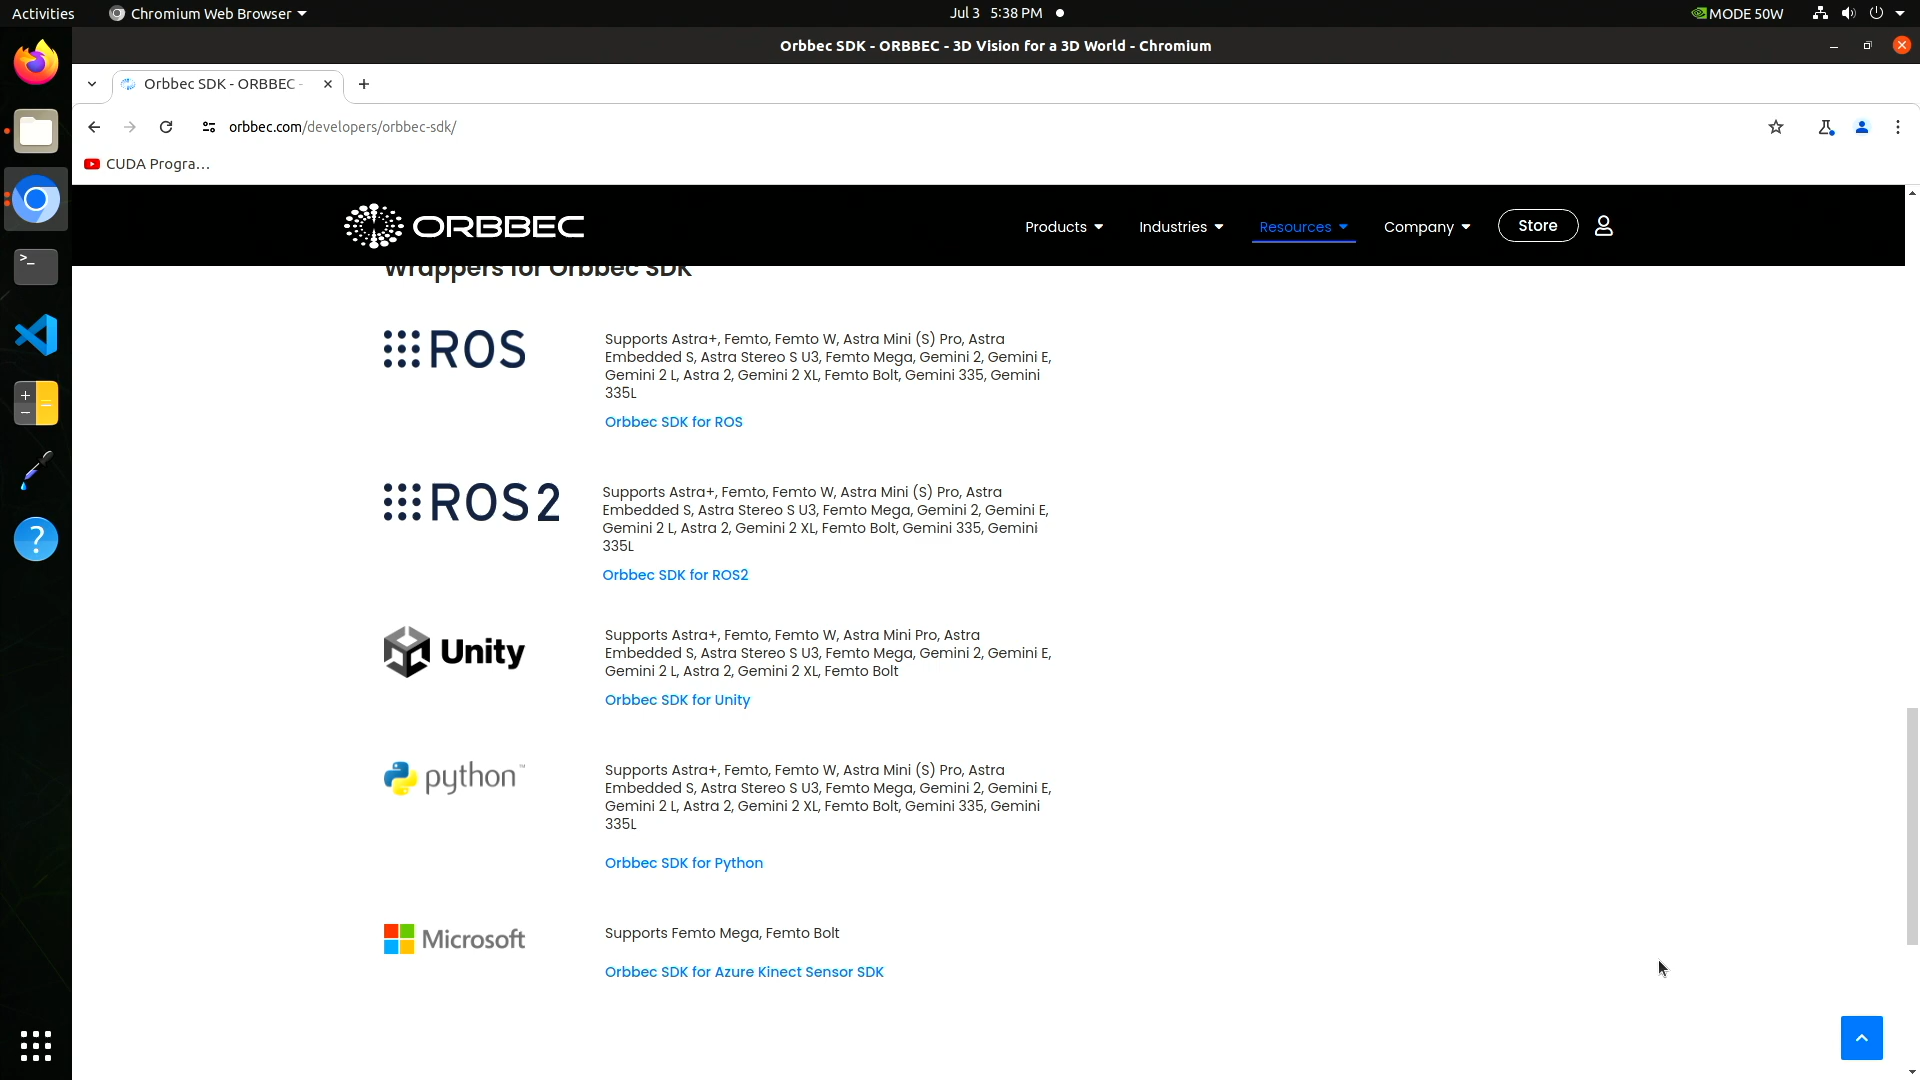 Activities
Chromium Web Browser
Jul 3 5:38 PM
MODE 50W
Orbbec SDK - ORBBEC - 3D Vision for a 3D World - Chromium
Orbbec SDK - ORBBEC -
orbbec.com/developers/orbbec-sdk/
CUDA Progra...
ORBBEC
Products
Industries
Resources
Company
Store
Wrappers for Orbbec SDK
ROS
Supports Astra+, Femto, Femto W, Astra Mini (S) Pro, Astra
Embedded S, Astra Stereo S U3, Femto Mega, Gemini 2, Gemini E,
Gemini 2 L, Astra 2, Gemini 2 XL, Femto Bolt, Gemini 335, Gemini
335L
Orbbec SDK for ROS
ROS 2
Supports Astra+, Femto, Femto W, Astra Mini (S) Pro, Astra
Embedded S, Astra Stereo S U3, Femto Mega, Gemini 2, Gemini E,
Gemini 2 L, Astra 2, Gemini 2 XL, Femto Bolt, Gemini 335, Gemini
335L
Orbbec SDK for ROS2
Unity
Supports Astra+, Femto, Femto W, Astra Mini Pro, Astra
Embedded S, Astra Stereo S U3, Femto Mega, Gemini 2, Gemini E,
Gemini 2 L, Astra 2, Gemini 2 XL, Femto Bolt
Orbbec SDK for Unity
python™
Supports Astra+, Femto, Femto W, Astra Mini (S) Pro, Astra
Embedded S, Astra Stereo S U3, Femto Mega, Gemini 2, Gemini E,
Gemini 2 L, Astra 2, Gemini 2 XL, Femto Bolt, Gemini 335, Gemini
335L
Orbbec SDK for Python
Microsoft
Supports Femto Mega, Femto Bolt
Orbbec SDK for Azure Kinect Sensor SDK